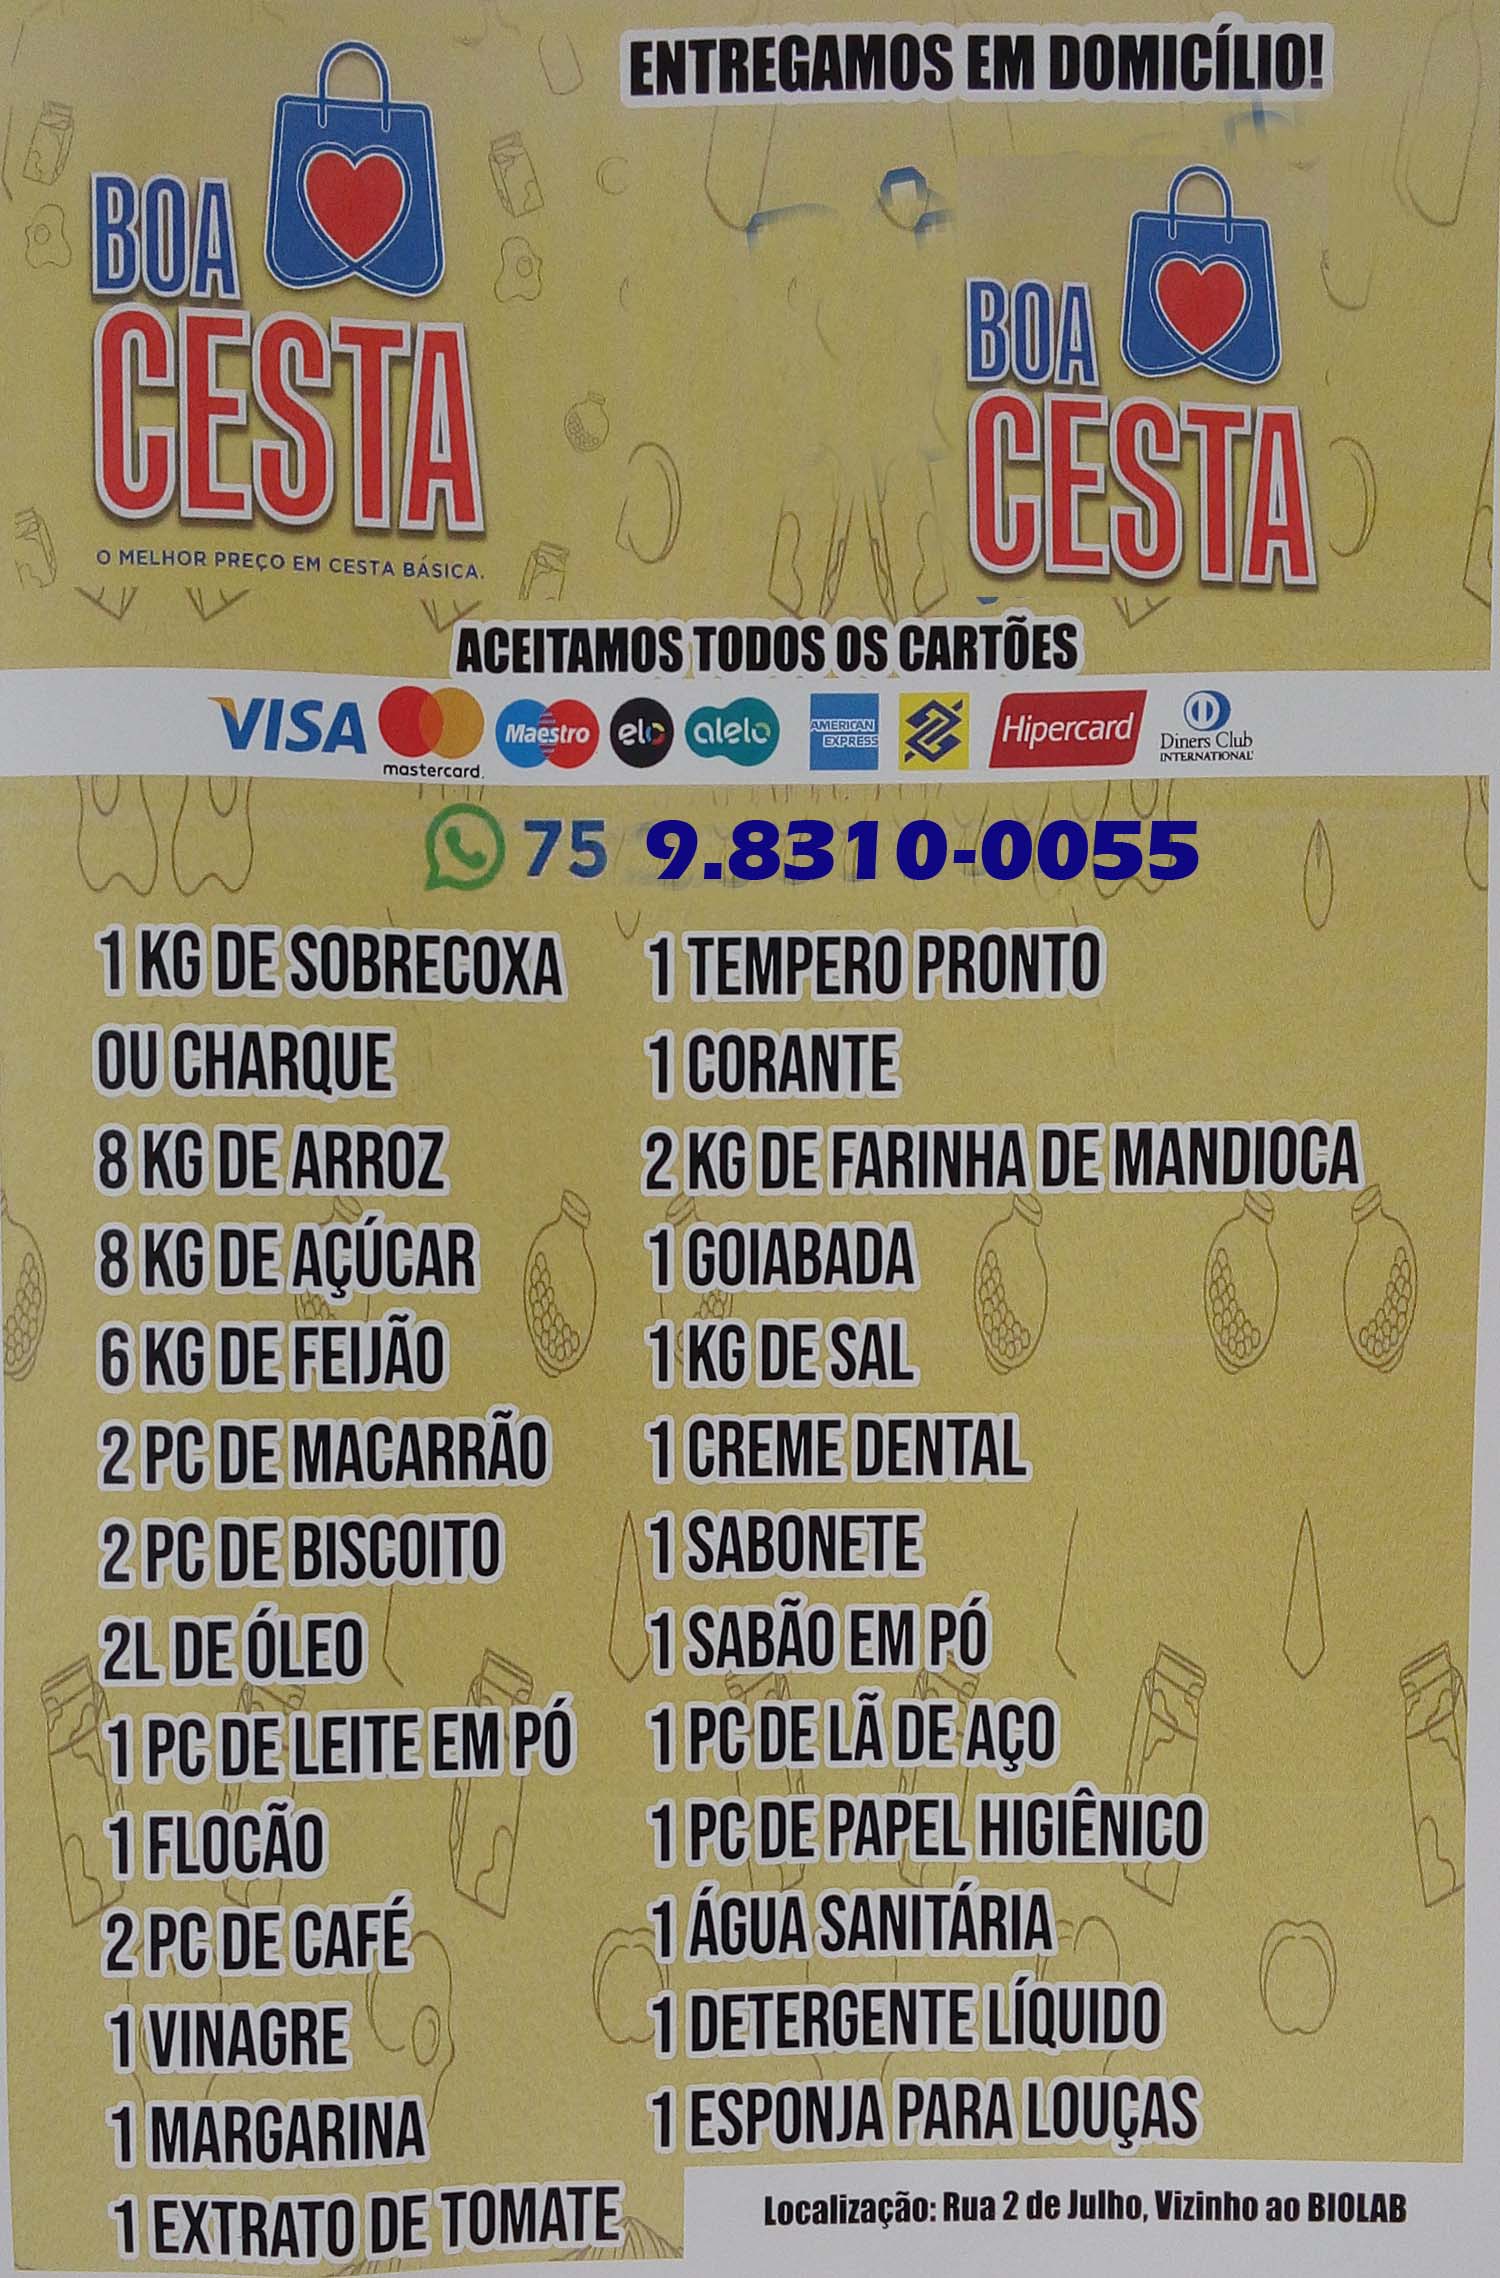 ENTREGAMOS EM DOMICÍLIO!
BOA
CESTA
O MELHOR PREÇO EM CESTA BÁSICA.
BOA
CESTA
ACEITAMOS TODOS OS CARTÕES
VISA
mastercard.
Maestro
elo
alelo
AMERICAN
EXPRESS
Hipercard
Diners Club
INTERNATIONAL
75 9.8310-0055
1 KG DE SOBRECOXA
OU CHARQUE
8 KG DE ARROZ
8 KG DE AÇÚCAR
6 KG DE FEIJÃO
2 PC DE MACARRÃO
2 PC DE BISCOITO
2L DE ÓLEO
1 PC DE LEITE EM PÓ
1 FLOCÃO
2 PC DE CAFÉ
1 VINAGRE
1 MARGARINA
1 EXTRATO DE TOMATE
1 TEMPERO PRONTO
1 CORANTE
2 KG DE FARINHA DE MANDIOCA
1 GOIABADA
1 KG DE SAL
1 CREME DENTAL
1 SABONETE
1 SABÃO EM PÓ
1 PC DE LÃ DE AÇO
1 PC DE PAPEL HIGIÊNICO
1 ÁGUA SANITÁRIA
1 DETERGENTE LÍQUIDO
1 ESPONJA PARA LOUÇAS
Localização: Rua 2 de Julho, Vizinho ao BIOLAB